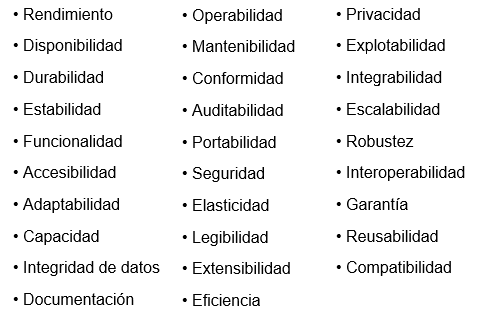 • Rendimiento
• Disponibilidad
• Durabilidad
• Estabilidad
• Funcionalidad
• Accesibilidad
• Adaptabilidad
• Capacidad
• Integridad de datos
• Documentación
• Operabilidad
• Mantenibilidad
• Conformidad
• Auditabilidad
• Portabilidad
• Seguridad
• Elasticidad
• Legibilidad
• Extensibilidad
• Eficiencia
• Privacidad
• Explotabilidad
• Integrabilidad
• Escalabilidad
• Robustez
• Interoperabilidad
• Garantía
• Reusabilidad
• Compatibilidad